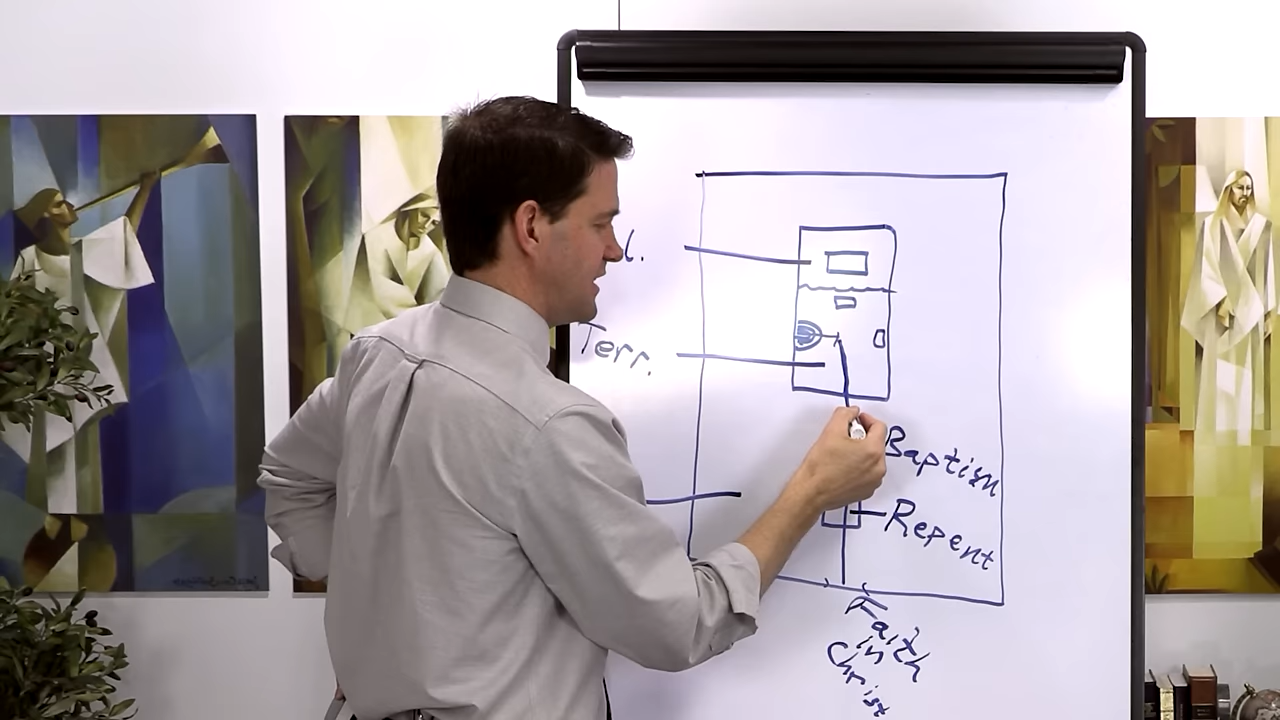 l.
Terr.
Baptism
Repent
Faith
in
Christ